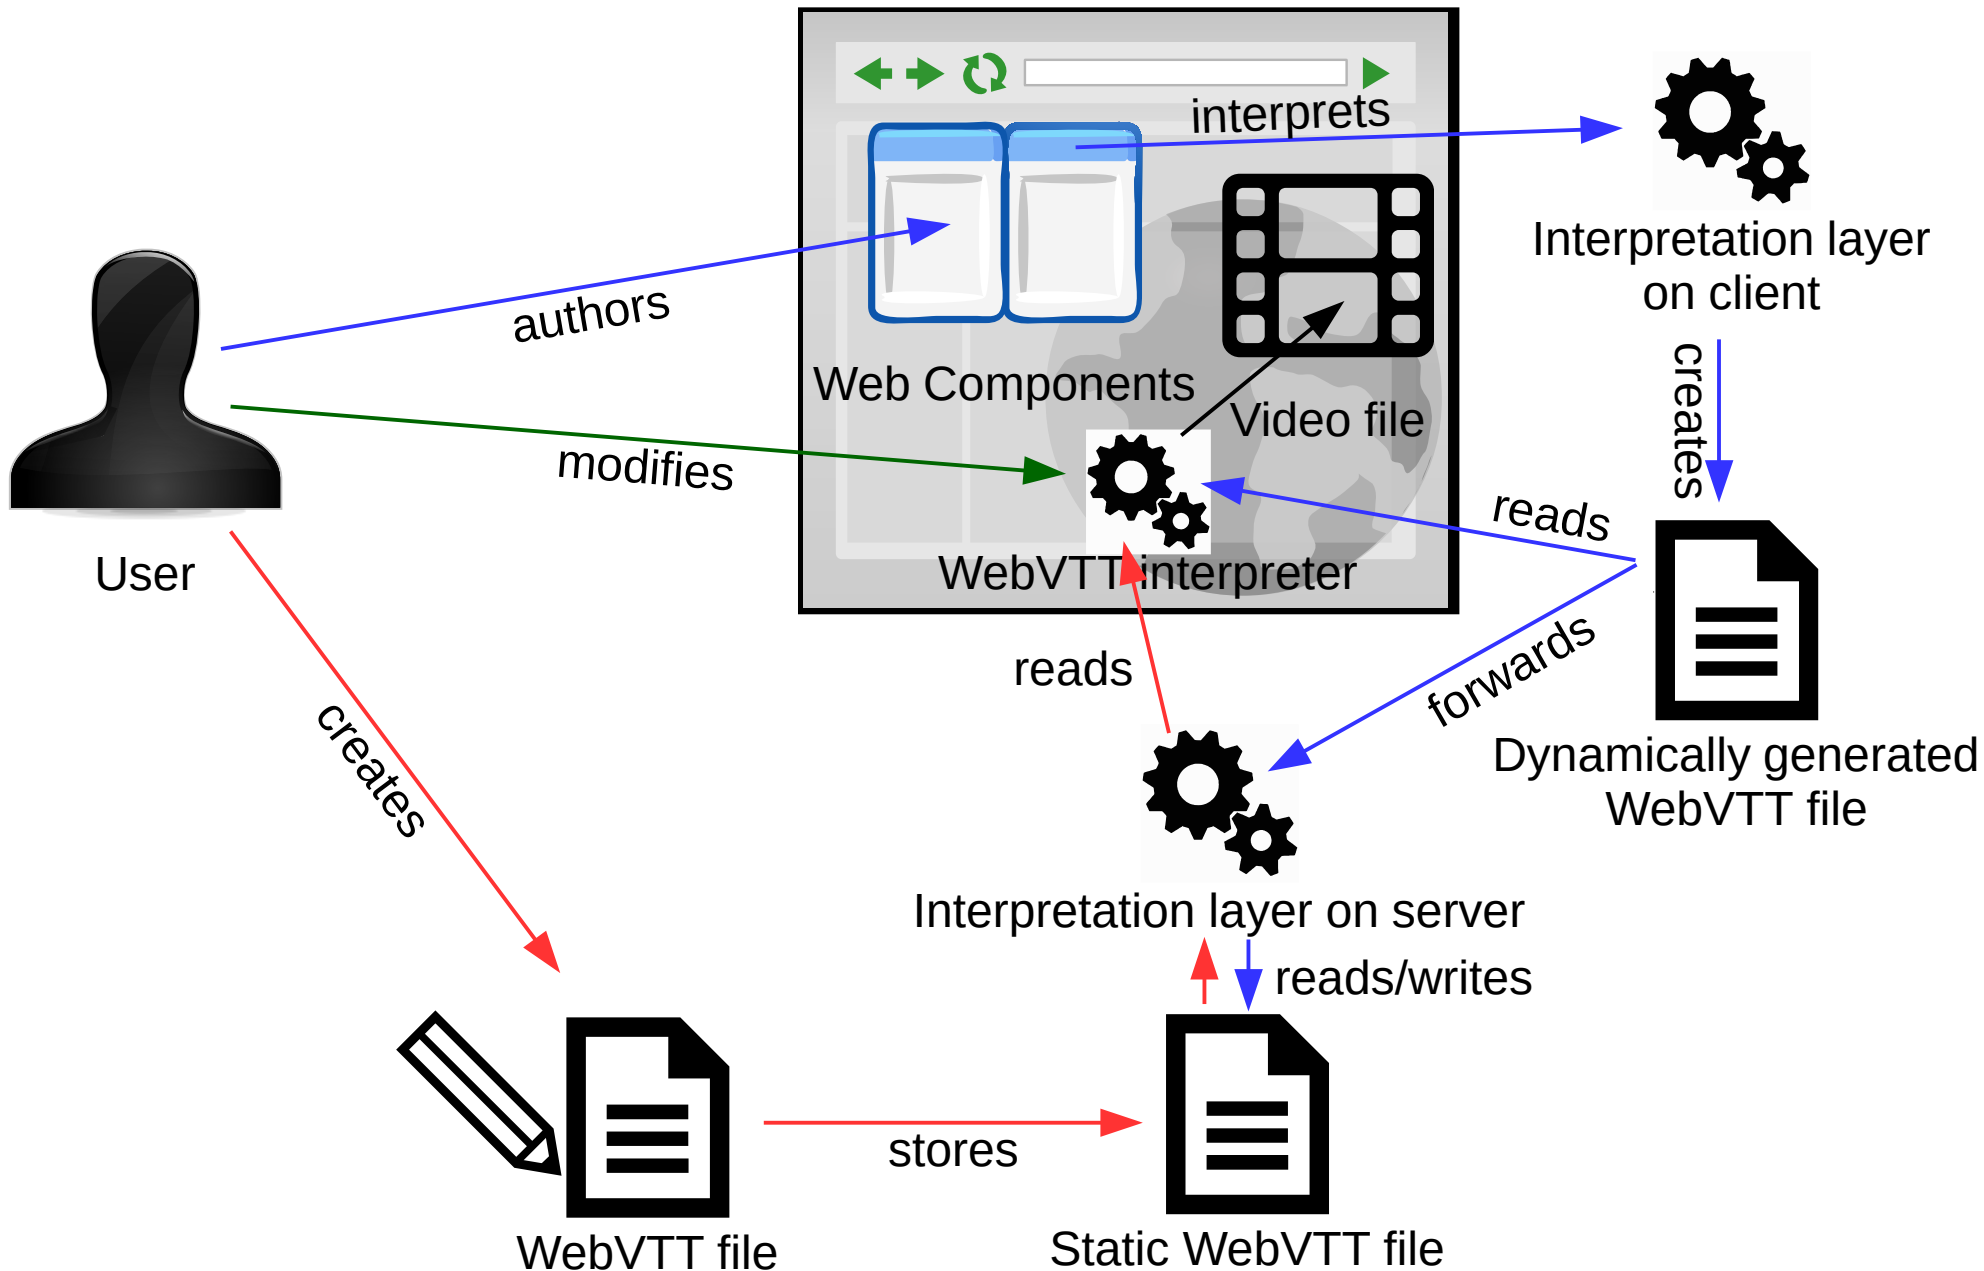 interprets
Interpretation layer
on client
authors
creates
Web Components
Video file
modifies
reads
User
WebVTT interpreter
reads
forwards
creates
Dynamically generated
WebVTT file
Interpretation layer on server
reads/writes
stores
WebVTT file
Static WebVTT file